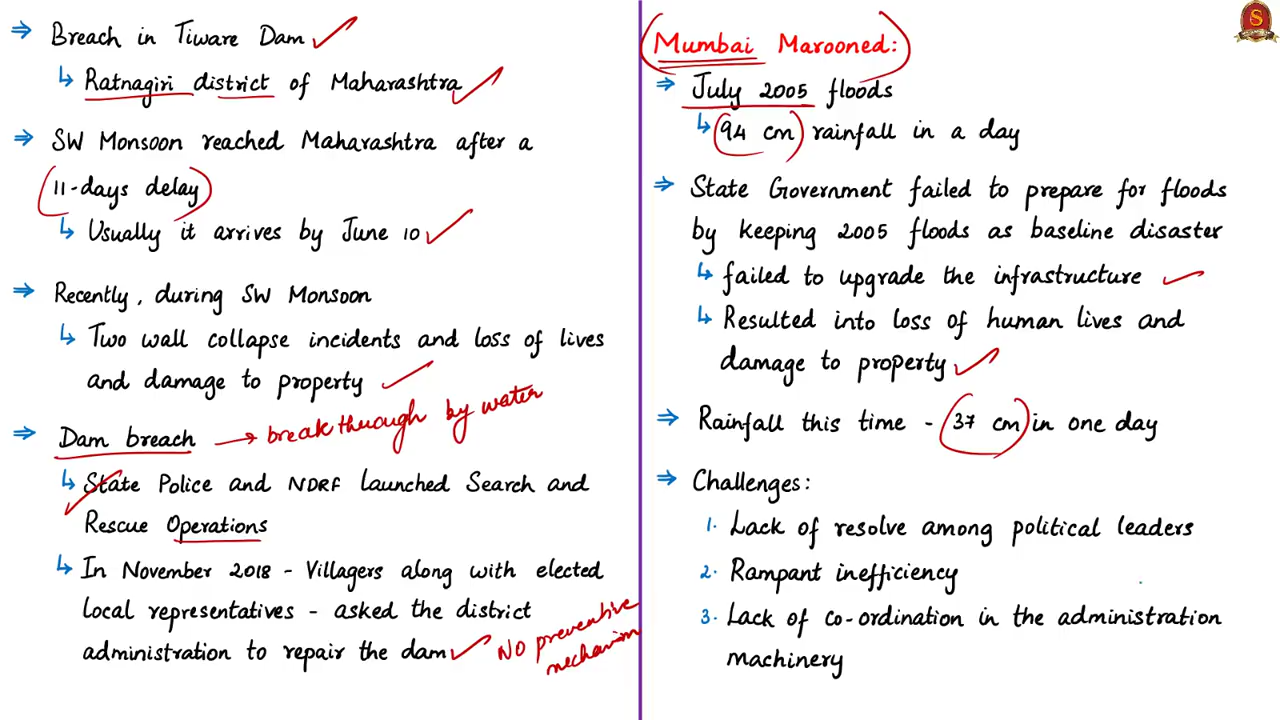 ⇒ Breach in Tiware Dam ✓
↳ Ratnagiri district of Maharashtra ✓
⇒ SW Monsoon reached Maharashtra after a
11-days delay
↳ Usually it arrives by June 10 ✓
⇒ Recently, during SW Monsoon
↳ Two wall collapse incidents and loss of lives
and damage to property ✓
⇒ Dam breach → break through by water
↳ State Police and NDRF Launched Search and
Rescue Operations
↳ In November 2018 - Villagers along with elected
local representatives - asked the district
administration to repair the dam ✓ NO preventive
mechanism
(Mumbai Marooned:)
⇒ July 2005 floods
↳ 94 cm rainfall in a day
⇒ State Government failed to prepare for floods
by keeping 2005 floods as baseline disaster
↳ failed to upgrade the infrastructure ✓
↳ Resulted into loss of human lives and
damage to property ✓
⇒ Rainfall this time - 37 cm in one day
⇒ Challenges:
1. Lack of resolve among political leaders
2. Rampant inefficiency
3. Lack of co-ordination in the administration
machinery
S